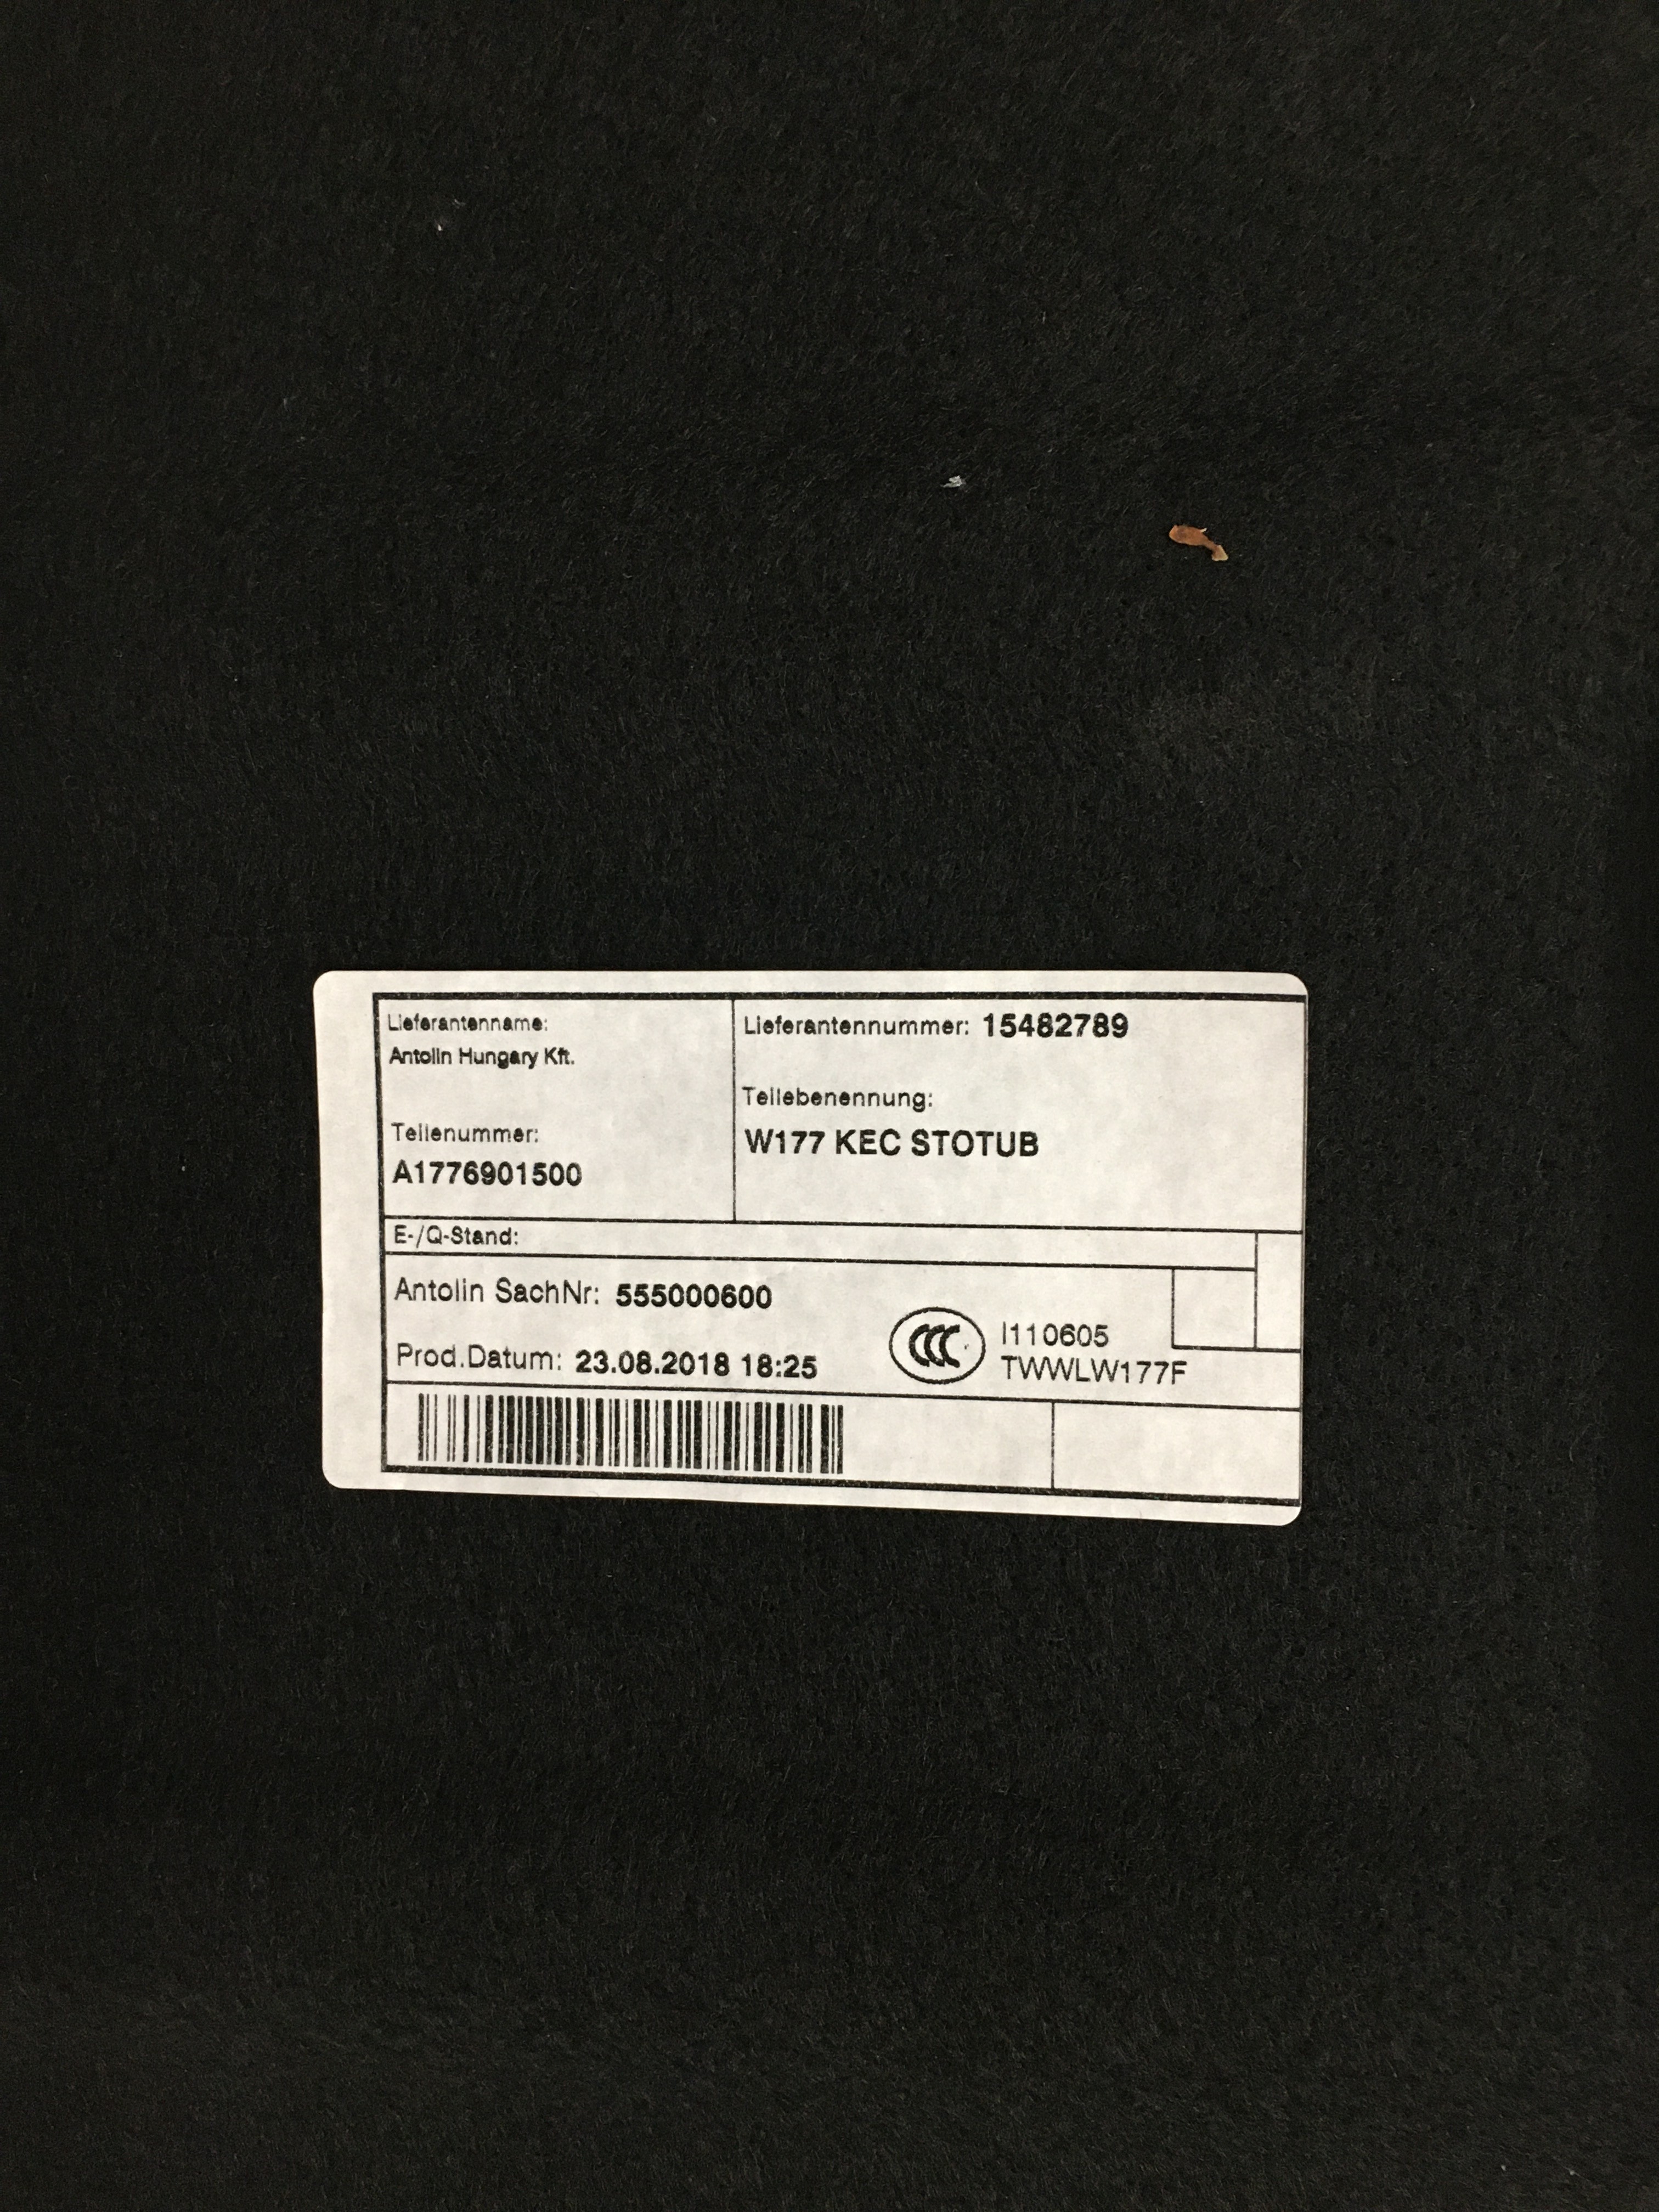 Lieferantenname:
Antolin Hungary Kft.
Teilenummer:
A1776901500
Lieferantennummer: 15482789
Teilebenennung:
W177 KEC STOTUB
E-/Q-Stand:
Antolin SachNr: 555000600
Prod.Datum: 23.08.2018 18:25
CCC
I110605
TWWLW177F